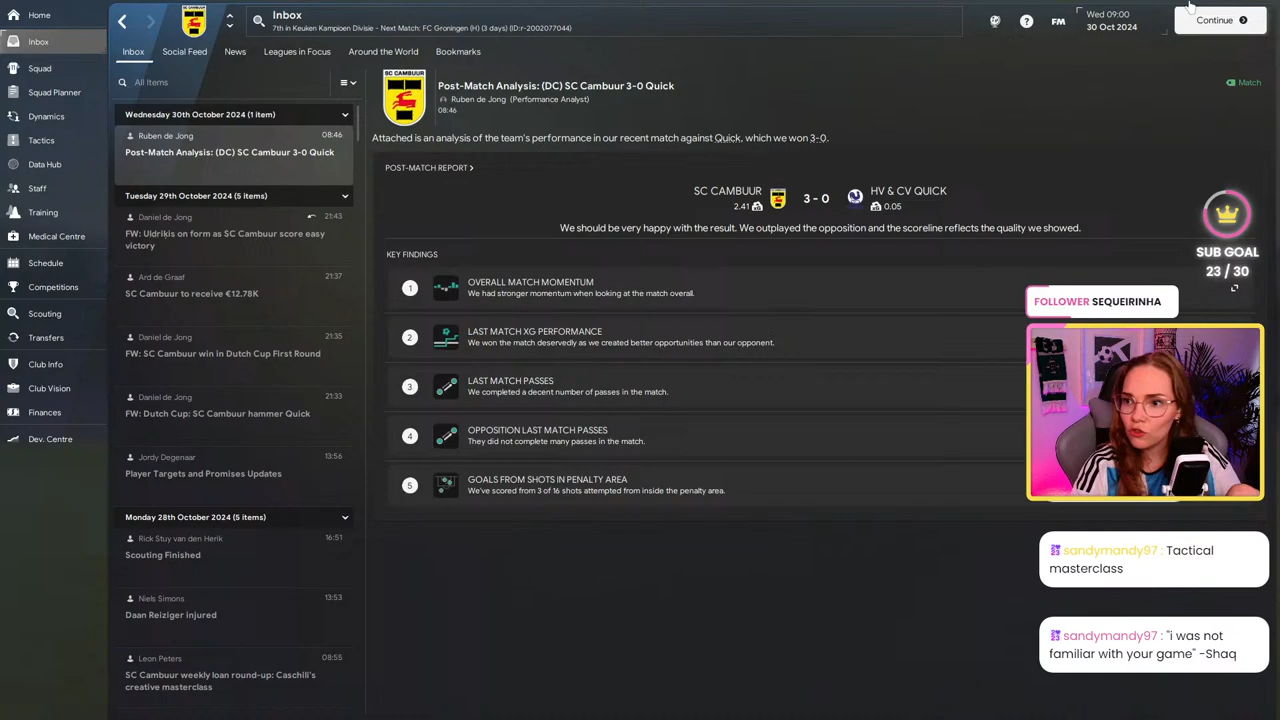 Home
Inbox
Squad
Squad Planner
Dynamics
Tactics
Data Hub
Staff
Training
Medical Centre
Schedule
Competitions
Scouting
Transfers
Club Info
Club Vision
Finances
Dev. Centre
SC CAMBUUR
Inbox
7th in Keuken Kampioen Divisie - Next Match: FC Groningen (H) (3 days) (ID:r-2002077044)
FM
Wed 09:00
30 Oct 2024
Continue
Inbox
Social Feed
News
Leagues in Focus
Around the World
Bookmarks
All Items
Wednesday 30th October 2024 (1 item)
Ruben de Jong
08:46
Post-Match Analysis: (DC) SC Cambuur 3-0 Quick
Tuesday 29th October 2024 (5 items)
Daniel de Jong
21:43
FW: Uldriķis on form as SC Cambuur score easy
victory
Ard de Graaf
21:37
SC Cambuur to receive €12.78K
Daniel de Jong
21:35
FW: SC Cambuur win in Dutch Cup First Round
Daniel de Jong
21:33
FW: Dutch Cup: SC Cambuur hammer Quick
Jordy Degenaar
13:56
Player Targets and Promises Updates
Monday 28th October 2024 (5 items)
Rick Stuy van den Herik
16:51
Scouting Finished
Niels Simons
13:53
Daan Reiziger injured
Leon Peters
08:55
SC Cambuur weekly loan round-up: Caschili's
creative masterclass
SC CAMBUUR
Post-Match Analysis: (DC) SC Cambuur 3-0 Quick
Ruben de Jong (Performance Analyst)
08:46
Match
Attached is an analysis of the team's performance in our recent match against Quick, which we won 3-0.
POST-MATCH REPORT
SC CAMBUUR
2.41
3 - 0
HV & CV QUICK
0.05
We should be very happy with the result. We outplayed the opposition and the scoreline reflects the quality we showed.
KEY FINDINGS
1
OVERALL MATCH MOMENTUM
We had stronger momentum when looking at the match overall.
2
LAST MATCH XG PERFORMANCE
We won the match deservedly as we created better opportunities than our opponent.
3
LAST MATCH PASSES
We completed a decent number of passes in the match.
4
OPPOSITION LAST MATCH PASSES
They did not complete many passes in the match.
5
GOALS FROM SHOTS IN PENALTY AREA
We've scored from 3 of 16 shots attempted from inside the penalty area.
SUB GOAL
23 / 30
FOLLOWER SEQUEIRINHA
sandymandy97 : Tactical
masterclass
sandymandy97 : "i was not
familiar with your game" -Shaq